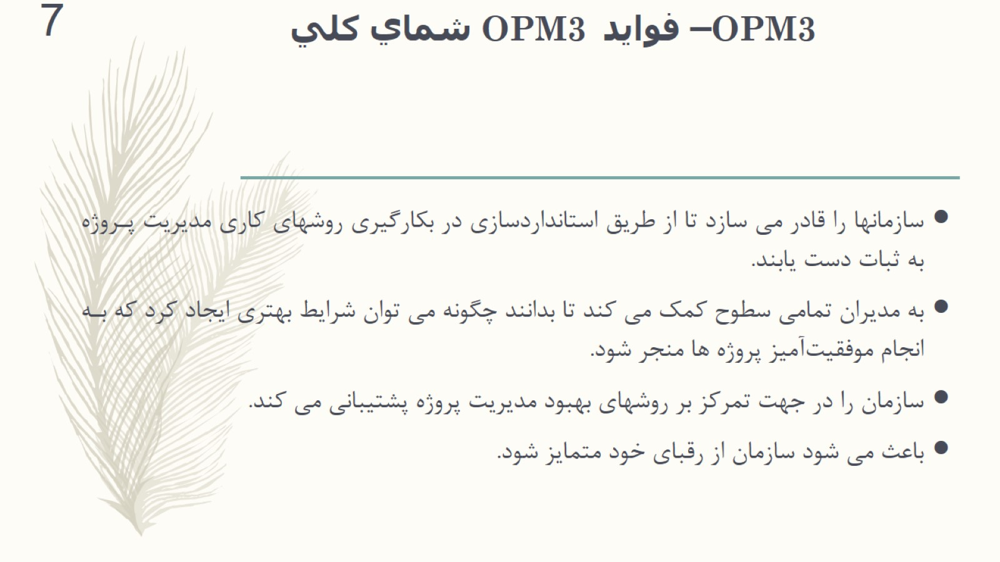 7
OPM3– فوايد OPM3 شماي كلي
● سازمانها را قادر می سازد تا از طریق استانداردسازی در بکارگیری روشهای کاری مدیریت پـروژه
به ثبات دست یابند.
● به مدیران تمامی سطوح کمک می کند تا بدانند چگونه می توان شرایط بهتری ایجاد کرد که بـه
انجام موفقیت‌آمیز پروژه ها منجر شود.
● سازمان را در جهت تمرکز بر روشهای بهبود مدیریت پروژه پشتیبانی می کند.
● باعث می شود سازمان از رقبای خود متمایز شود.